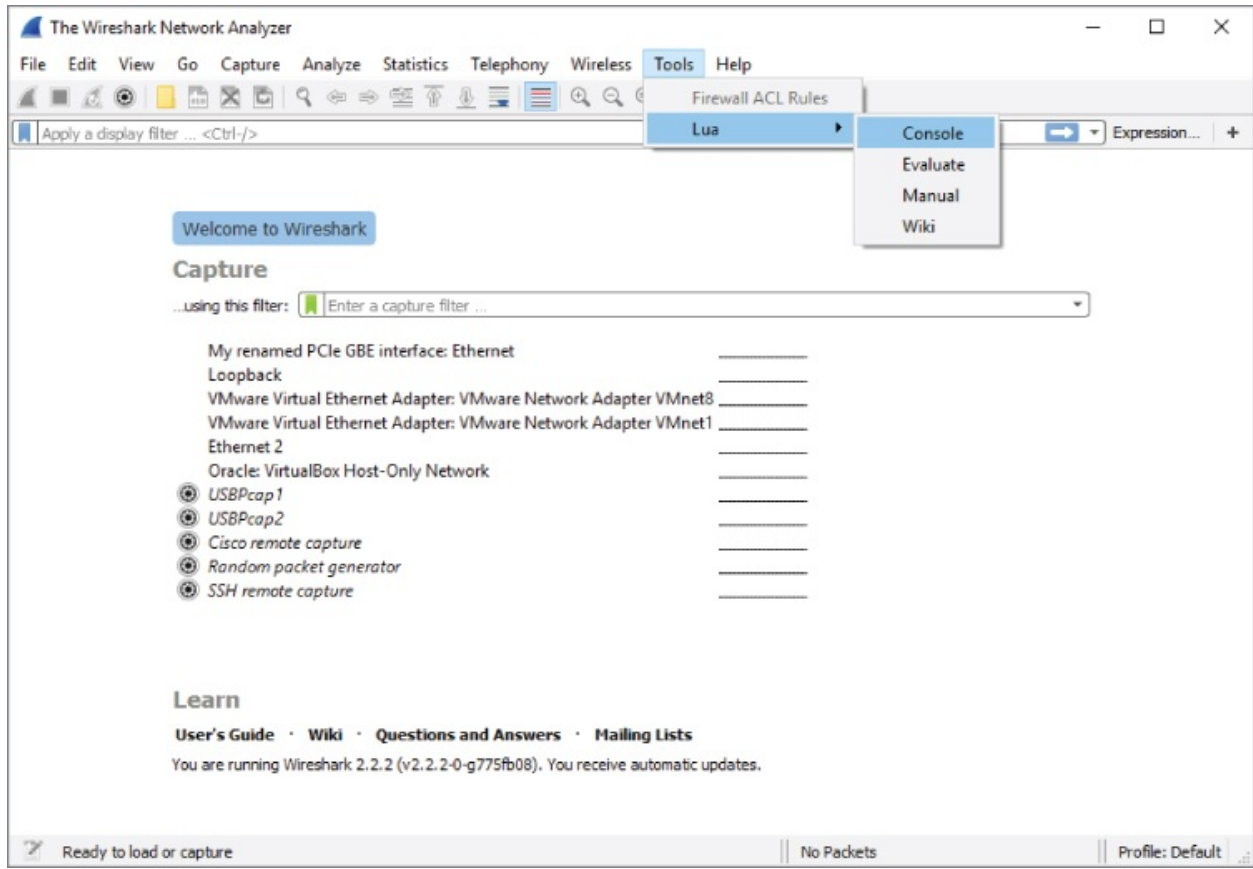 The Wireshark Network Analyzer
File Edit View Go Capture Analyze Statistics Telephony Wireless Tools Help
Firewall ACL Rules
Apply a display filter ... <Ctrl-/>
Lua
Console
Expression...
+
Evaluate
Manual
Wiki
Welcome to Wireshark
Capture
...using this filter: Enter a capture filter ...
My renamed PCIe GBE interface: Ethernet
Loopback
VMware Virtual Ethernet Adapter: VMware Network Adapter VMnet8
VMware Virtual Ethernet Adapter: VMware Network Adapter VMnet1
Ethernet 2
Oracle: VirtualBox Host-Only Network
USBPcap1
USBPcap2
Cisco remote capture
Random packet generator
SSH remote capture
Learn
User's Guide · Wiki · Questions and Answers · Mailing Lists
You are running Wireshark 2.2.2 (v2.2.2-0-g775fb08). You receive automatic updates.
Ready to load or capture
No Packets
Profile: Default